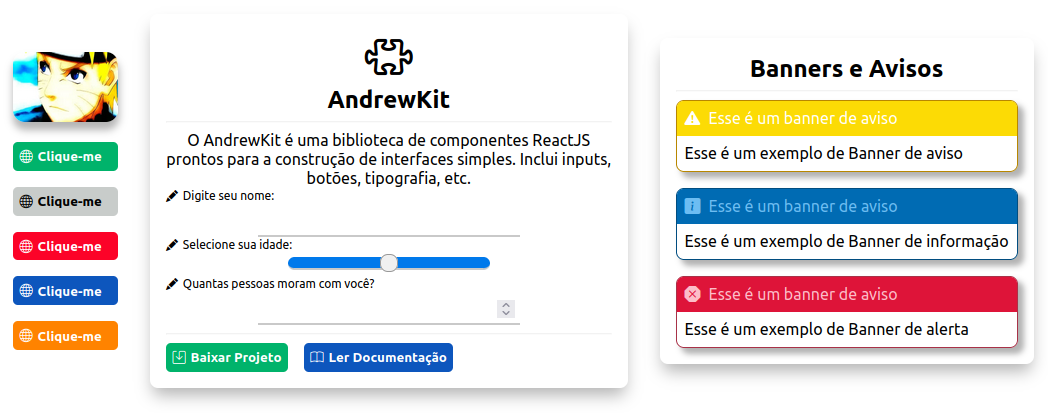 Clique-me
Clique-me
Clique-me
Clique-me
Clique-me
AndrewKit
O AndrewKit é uma biblioteca de componentes ReactJS
prontos para a construção de interfaces simples. Inclui inputs,
botões, tipografia, etc.
Digite seu nome:
Selecione sua idade:
Quantas pessoas moram com você?
Baixar Projeto
Ler Documentação
Banners e Avisos
Esse é um banner de aviso
Esse é um exemplo de Banner de aviso
Esse é um banner de aviso
Esse é um exemplo de Banner de informação
Esse é um banner de aviso
Esse é um exemplo de Banner de alerta